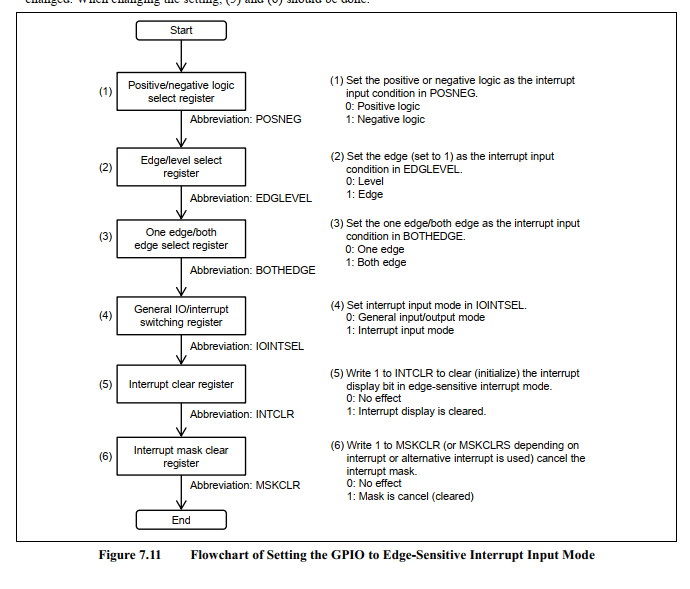 changed. When changing the setting, (5) and (6) should be done.
Start
(1)
Positive/negative logic
select register
Abbreviation: POSNEG
(1) Set the positive or negative logic as the interrupt
input condition in POSNEG.
0: Positive logic
1: Negative logic
(2)
Edge/level select
register
Abbreviation: EDGLEVEL
(2) Set the edge (set to 1) as the interrupt input
condition in EDGLEVEL.
0: Level
1: Edge
(3)
One edge/both
edge select register
Abbreviation: BOTHEDGE
(3) Set the one edge/both edge as the interrupt input
condition in BOTHEDGE.
0: One edge
1: Both edge
(4)
General IO/interrupt
switching register
Abbreviation: IOINTSEL
(4) Set interrupt input mode in IOINTSEL.
0: General input/output mode
1: Interrupt input mode
(5)
Interrupt clear register
Abbreviation: INTCLR
(5) Write 1 to INTCLR to clear (initialize) the interrupt
display bit in edge-sensitive interrupt mode.
0: No effect
1: Interrupt display is cleared.
(6)
Interrupt mask clear
register
Abbreviation: MSKCLR
(6) Write 1 to MSKCLR (or MSKCLRS depending on
interrupt or alternative interrupt is used) cancel the
interrupt mask.
0: No effect
1: Mask is cancel (cleared)
End
Figure 7.11 Flowchart of Setting the GPIO to Edge-Sensitive Interrupt Input Mode